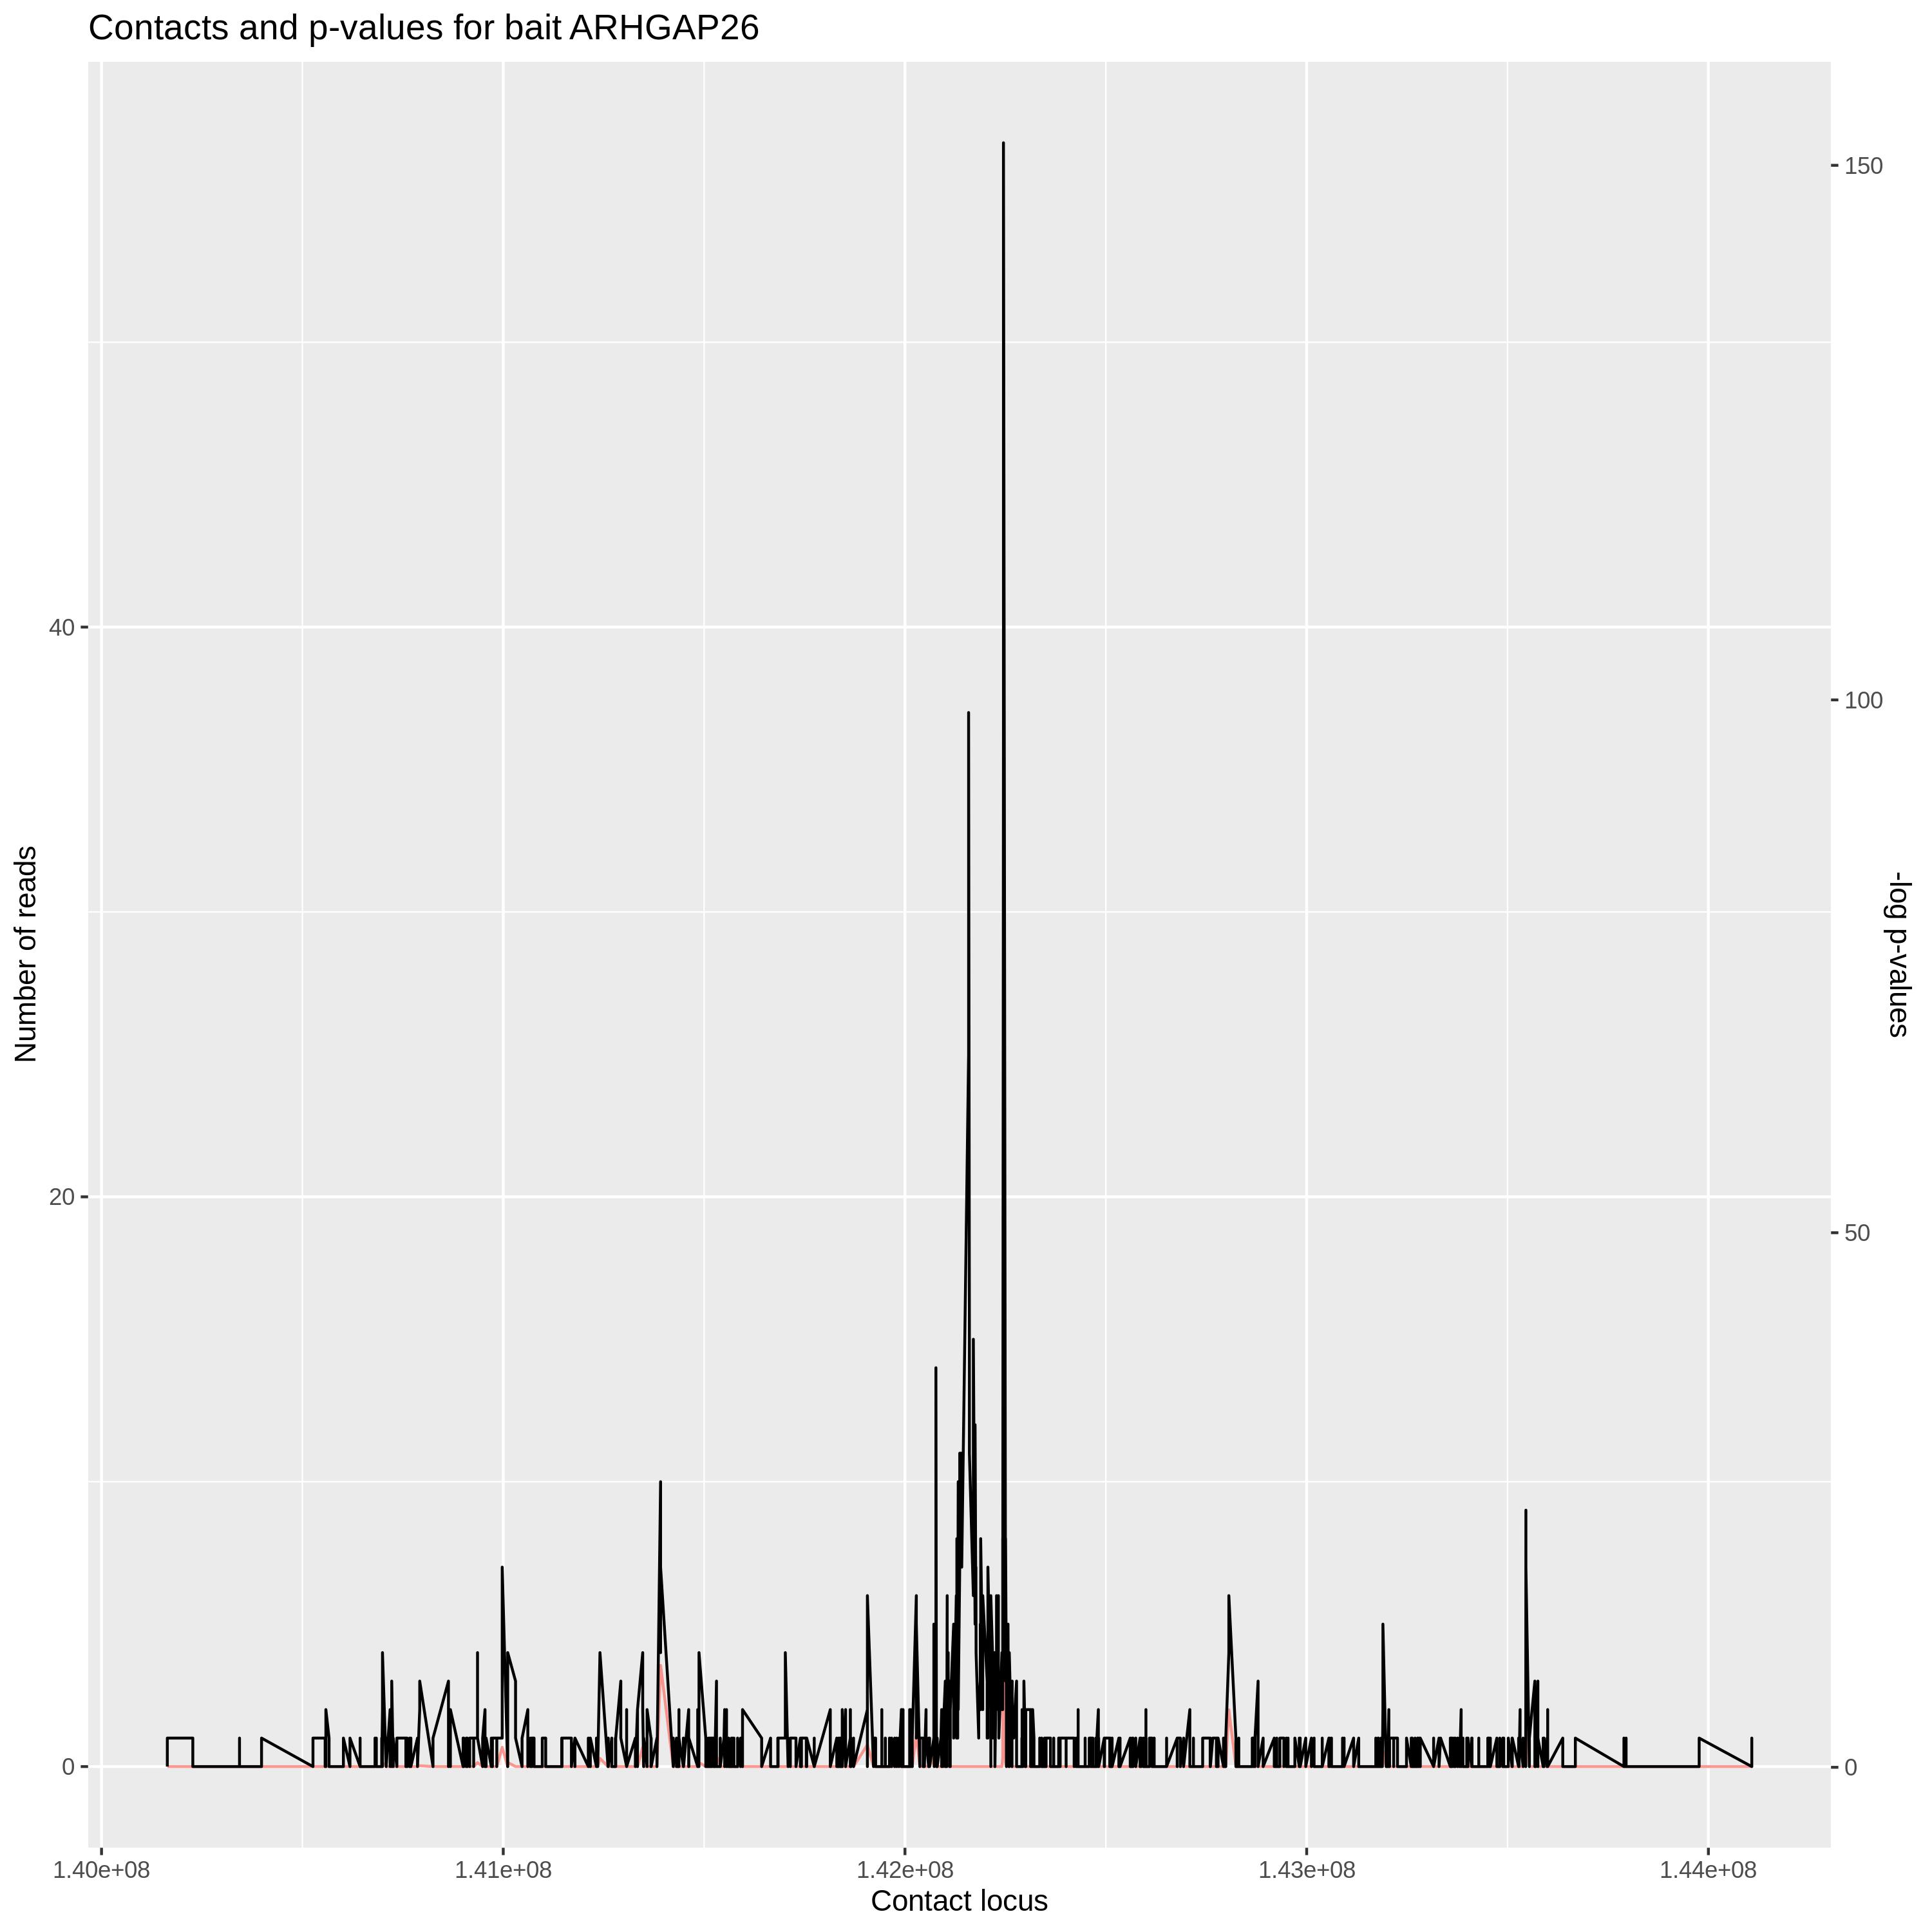 Contacts and p-values for bait ARHGAP26
150
40
100
Number of reads
-log p-values
20
50
0
0
1.40e+08
1.41e+08
1.42e+08
1.43e+08
1.44e+08
Contact locus